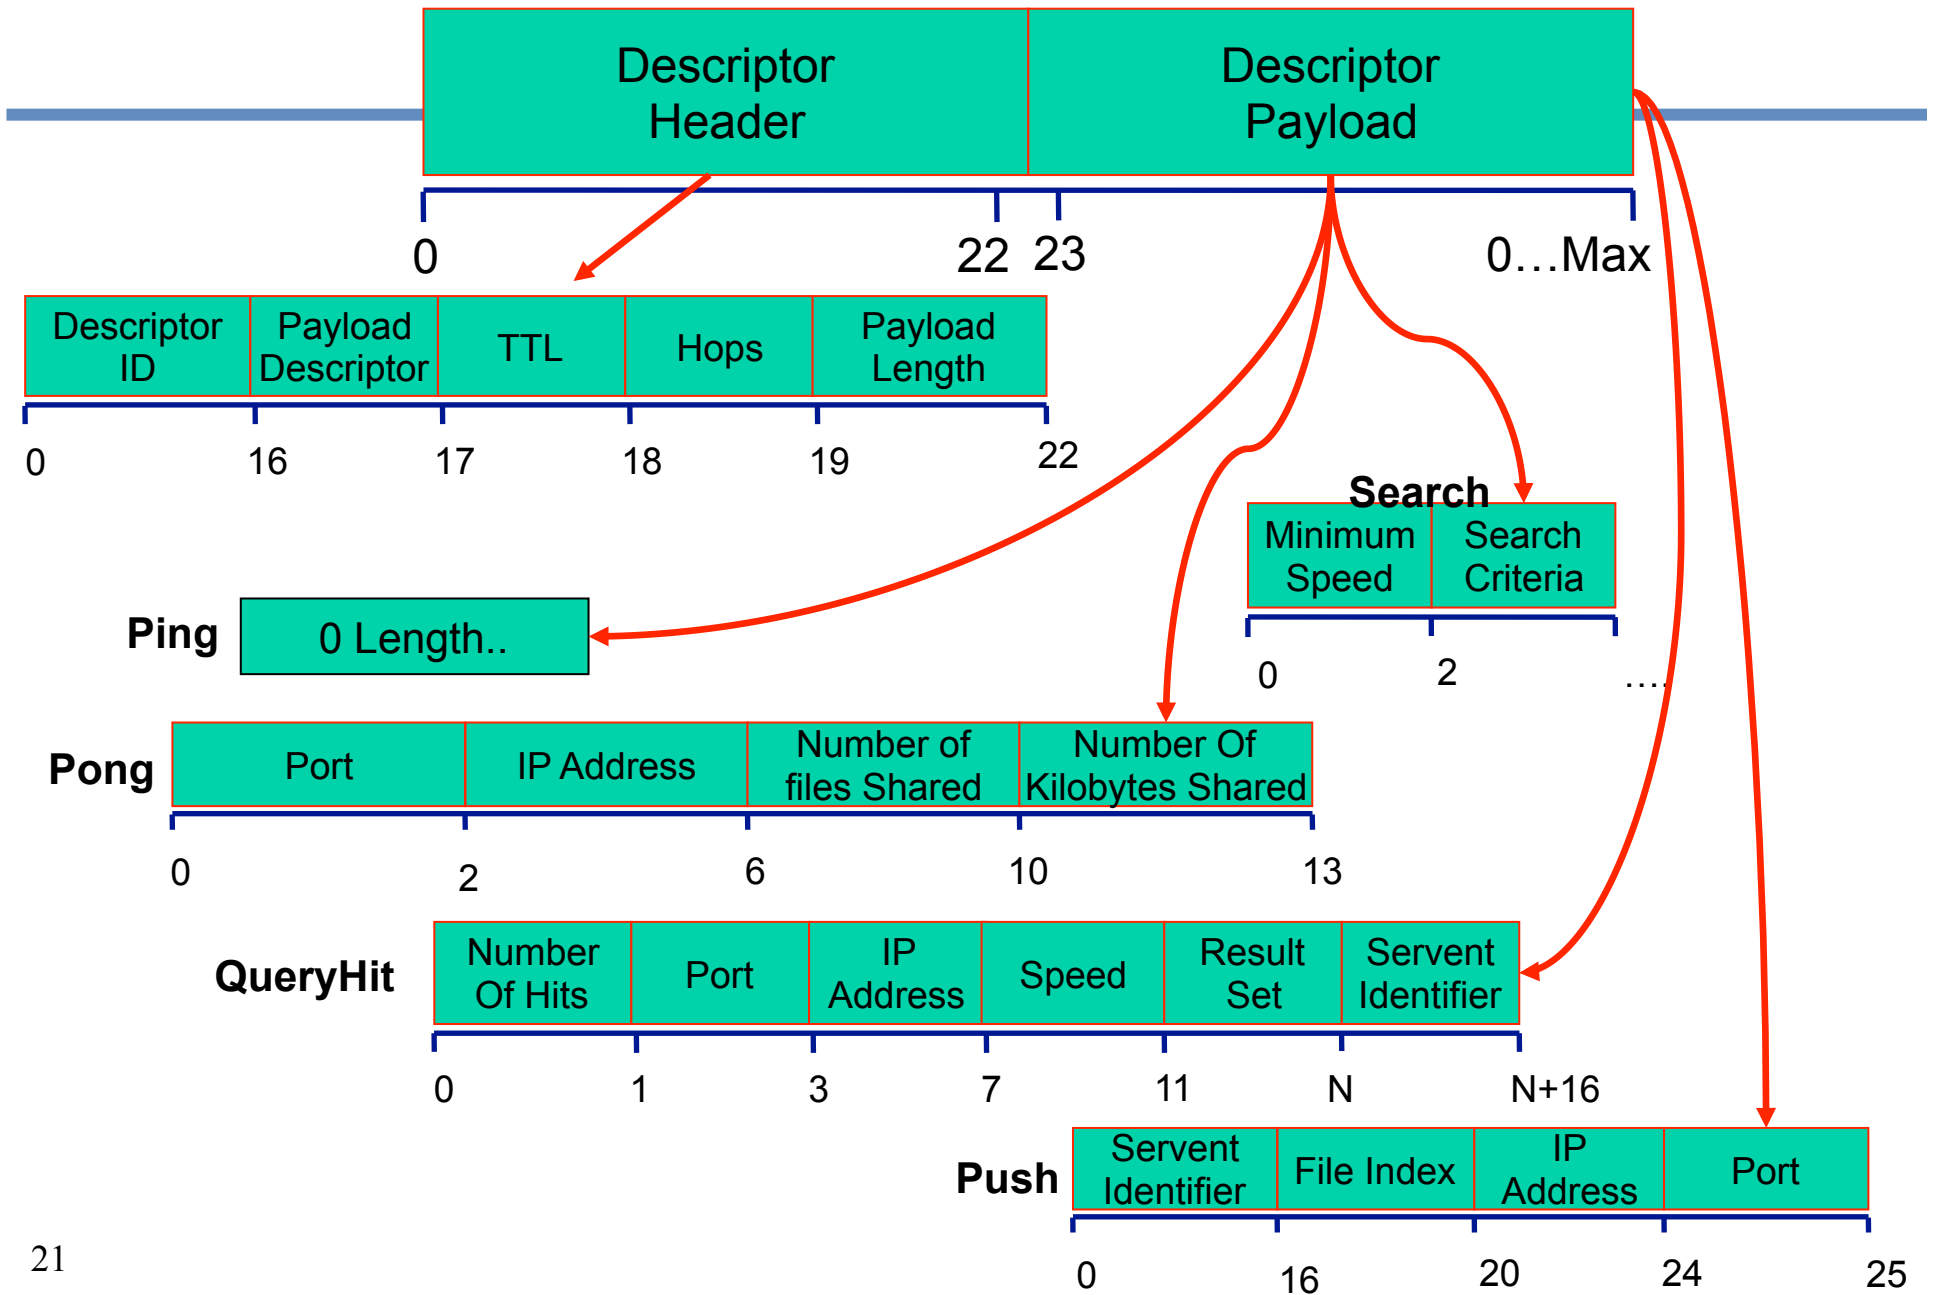 Descriptor
Header
Descriptor
Payload
0
22
23
0…Max
Descriptor
ID
Payload
Descriptor
TTL
Hops
Payload
Length
0
16
17
18
19
22
Search
Minimum
Speed
Search
Criteria
0
2
….
Ping
0 Length..
Pong
Port
IP Address
Number of
files Shared
Number Of
Kilobytes Shared
0
2
6
10
13
QueryHit
Number
Of Hits
Port
IP
Address
Speed
Result
Set
Servent
Identifier
0
1
3
7
11
N
N+16
Push
Servent
Identifier
File Index
IP
Address
Port
0
16
20
24
25
21